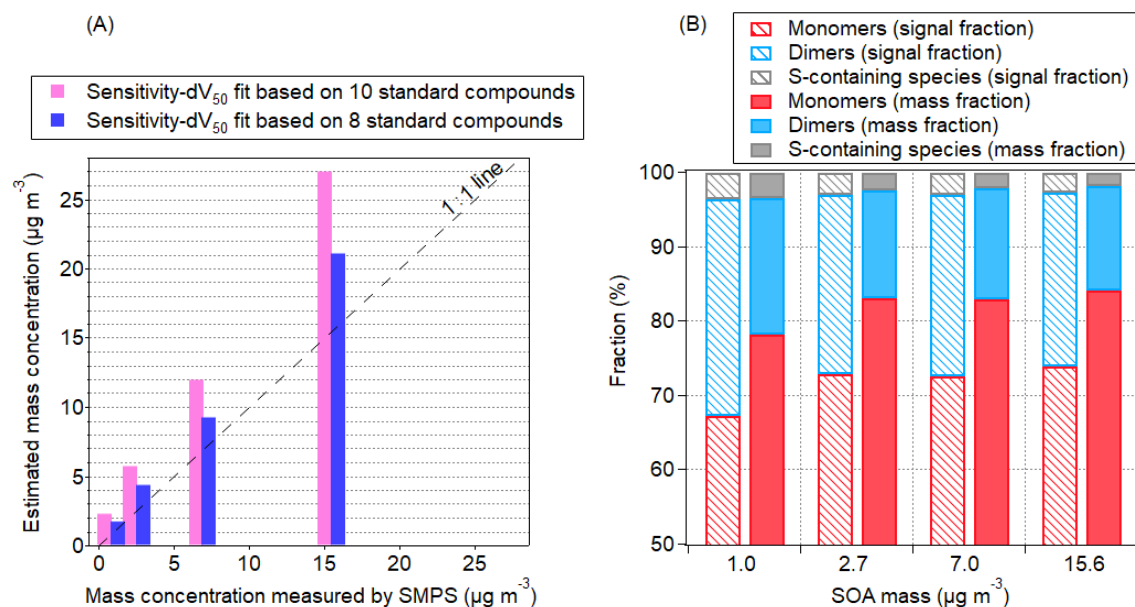 (A)
Sensitivity-dV₅₀ fit based on 10 standard compounds
Sensitivity-dV₅₀ fit based on 8 standard compounds
Estimated mass concentration (µg m⁻³)
25
20
15
10
5
0
1:1 line
0 5 10 15 20 25
Mass concentration measured by SMPS (µg m⁻³)
(B)
Monomers (signal fraction)
Dimers (signal fraction)
S-containing species (signal fraction)
Monomers (mass fraction)
Dimers (mass fraction)
S-containing species (mass fraction)
Fraction (%)
100
90
80
70
60
50
1.0 2.7 7.0 15.6
SOA mass (µg m⁻³)